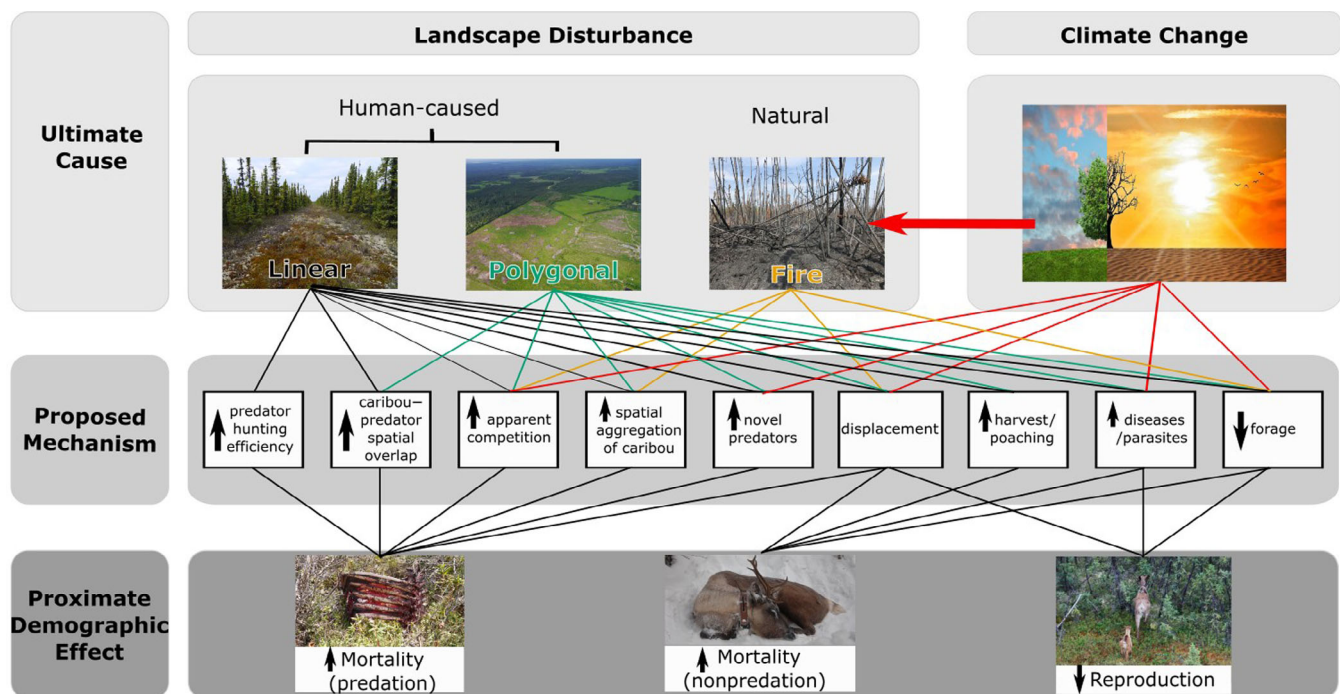 Landscape Disturbance
Climate Change
Ultimate
Cause
Human-caused
Natural
Linear
Polygonal
Fire
Proposed
Mechanism
predator
hunting
efficiency
caribou–
predator
spatial
overlap
apparent
competition
spatial
aggregation
of caribou
novel
predators
displacement
harvest/
poaching
diseases
/parasites
forage
Proximate
Demographic
Effect
Mortality
(predation)
Mortality
(nonpredation)
Reproduction